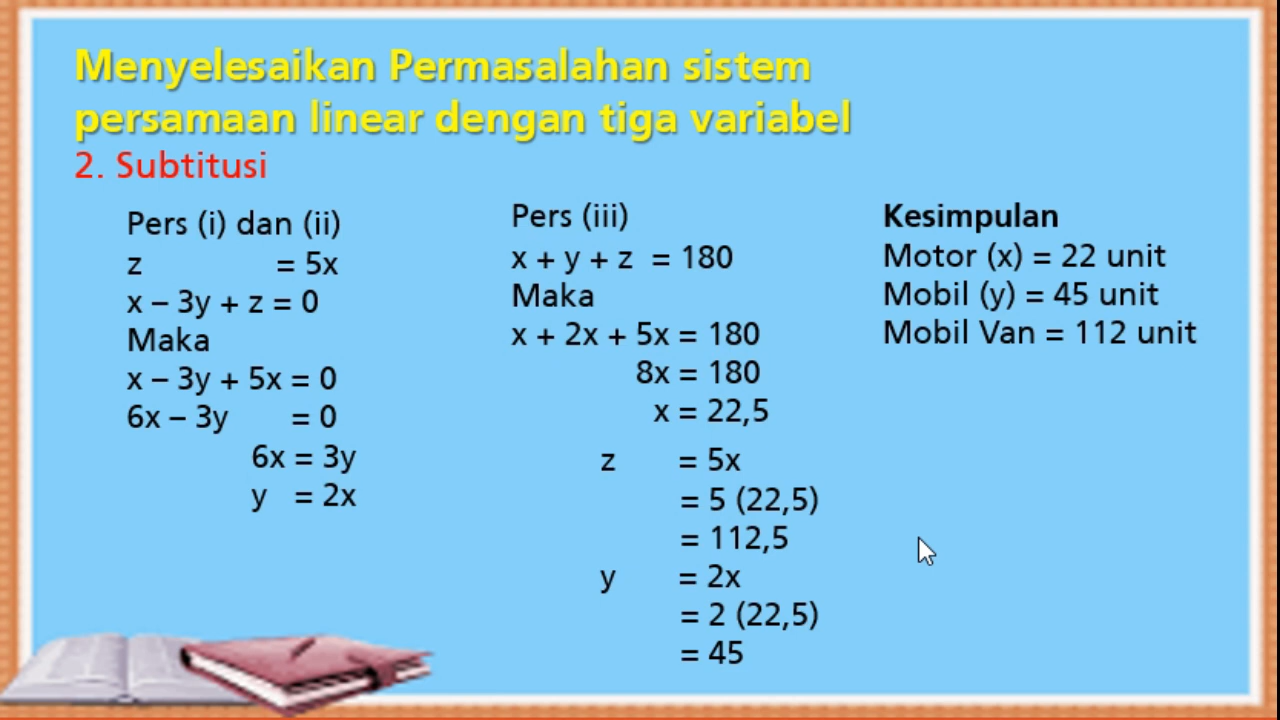 Menyelesaikan Permasalahan sistem
persamaan linear dengan tiga variabel
2. Subtitusi
Pers (i) dan (ii)
z = 5x
x – 3y + z = 0
Maka
x – 3y + 5x = 0
6x – 3y = 0
6x = 3y
y = 2x
Pers (iii)
x + y + z = 180
Maka
x + 2x + 5x = 180
8x = 180
x = 22,5
z = 5x
= 5 (22,5)
= 112,5
y = 2x
= 2 (22,5)
= 45
Kesimpulan
Motor (x) = 22 unit
Mobil (y) = 45 unit
Mobil Van = 112 unit